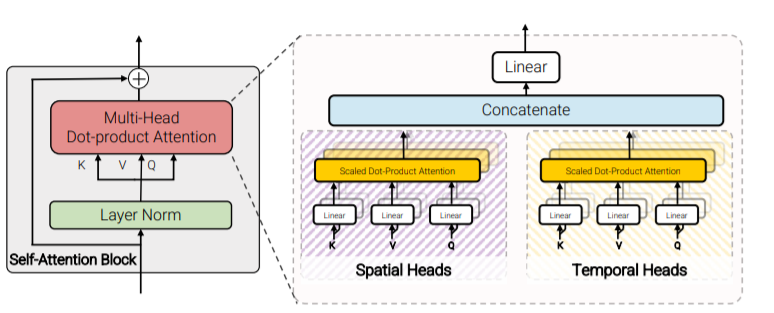 Linear
Concatenate
Multi-Head
Dot-product Attention
K V Q
Scaled Dot-Product Attention
Scaled Dot-Product Attention
Layer Norm
Linear Linear Linear
Linear Linear Linear
K V Q
K V Q
Self-Attention Block
Spatial Heads
Temporal Heads